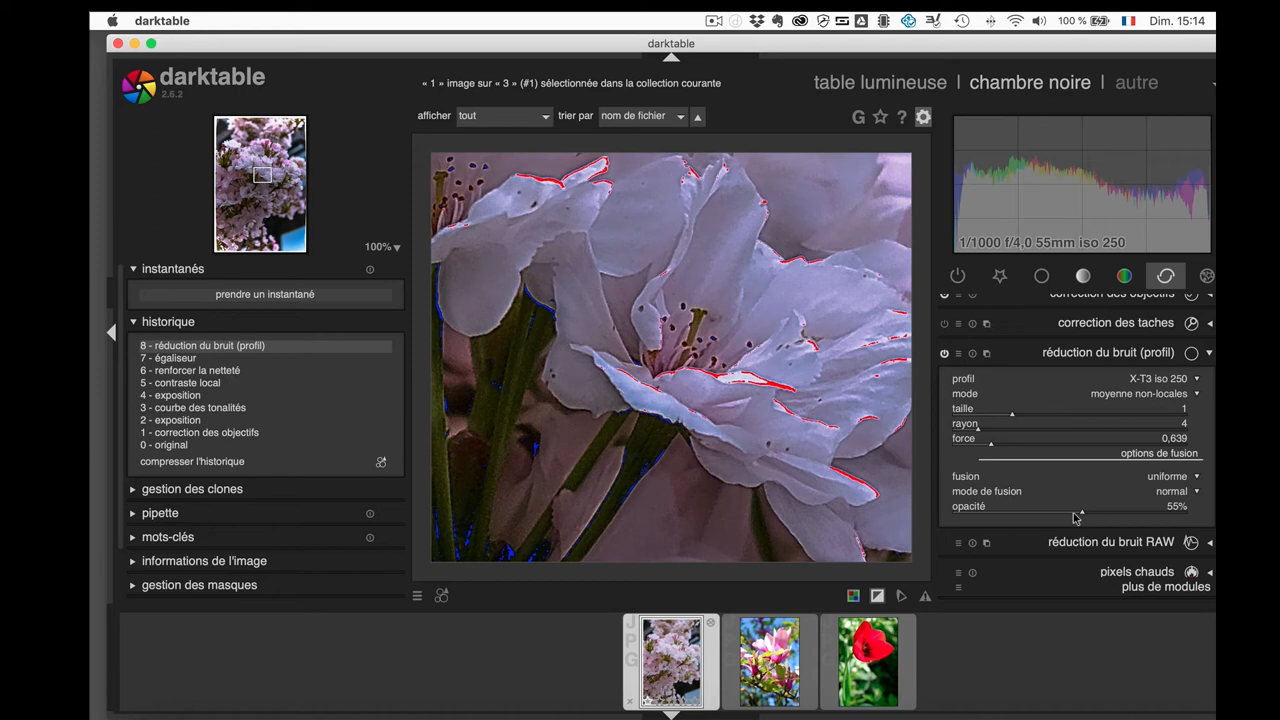 darktable
100 %
Dim. 15:14
darktable
darktable
2.6.2
« 1 » image sur « 3 » (#1) sélectionnée dans la collection courante
table lumineuse | chambre noire | autre
afficher tout trier par nom de fichier
G ?
100%
1/1000 f/4,0 55mm iso 250
instantanés
prendre un instantané
historique
8 - réduction du bruit (profil)
7 - égaliseur
6 - renforcer la netteté
5 - contraste local
4 - exposition
3 - courbe des tonalités
2 - exposition
1 - correction des objectifs
0 - original
compresser l'historique
gestion des clones
pipette
mots-clés
informations de l'image
gestion des masques
correction des objectifs
correction des taches
réduction du bruit (profil)
profil X-T3 iso 250
mode moyenne non-locales
taille 1
rayon 4
force 0,639
options de fusion
fusion uniforme
mode de fusion normal
opacité 55%
réduction du bruit RAW
pixels chauds
plus de modules
JPG